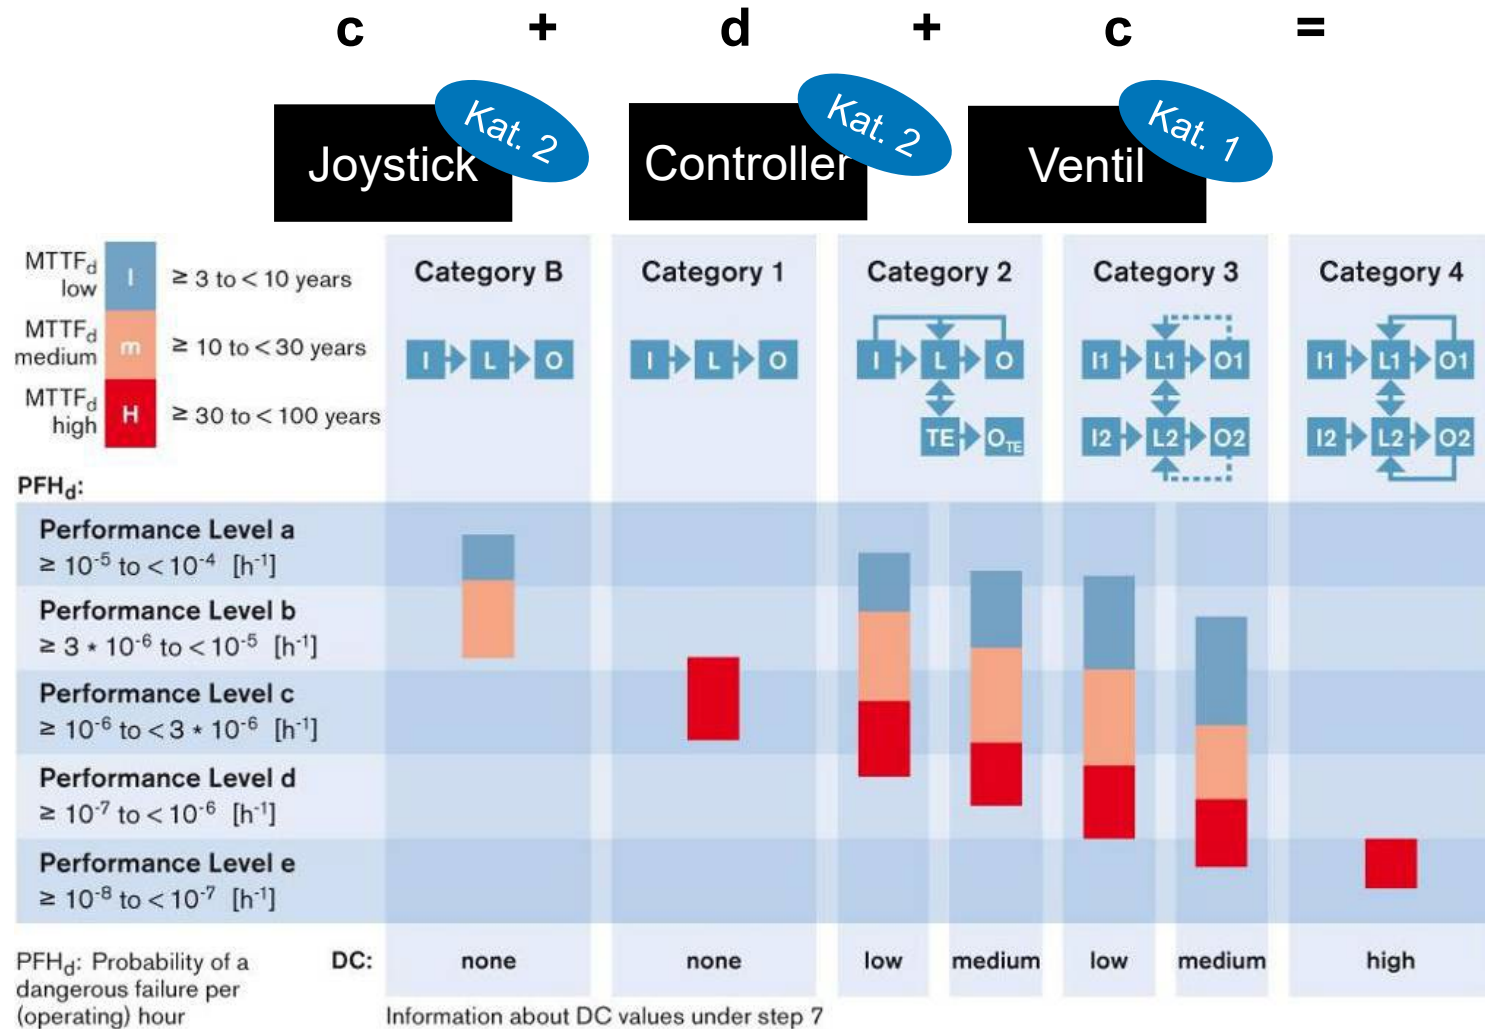 c + d + c =
Joystick Kat. 2 Controller Kat. 2 Ventil Kat. 1
MTTFd low l ≥ 3 to < 10 years
MTTFd medium m ≥ 10 to < 30 years
MTTFd high H ≥ 30 to < 100 years
Category B Category 1 Category 2 Category 3 Category 4
I L O I L O I L O I1 L1 O1 I1 L1 O1
TE OTE I2 L2 O2 I2 L2 O2
PFHd:
Performance Level a
≥ 10-5 to < 10-4 [h-1]
Performance Level b
≥ 3 * 10-6 to < 10-5 [h-1]
Performance Level c
≥ 10-6 to < 3 * 10-6 [h-1]
Performance Level d
≥ 10-7 to < 10-6 [h-1]
Performance Level e
≥ 10-8 to < 10-7 [h-1]
DC: none none low medium low medium high
PFHd: Probability of a
dangerous failure per
(operating) hour
Information about DC values under step 7